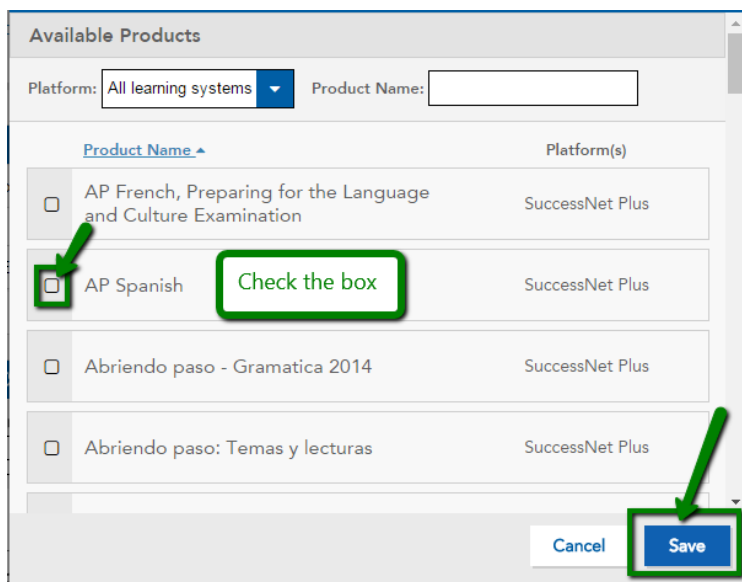 Available Products
Platform: All learning systems Product Name:
Product Name Platform(s)
AP French, Preparing for the Language
and Culture Examination
SuccessNet Plus
AP Spanish
Check the box
SuccessNet Plus
Abriendo paso - Gramatica 2014
SuccessNet Plus
Abriendo paso: Temas y lecturas
SuccessNet Plus
Cancel Save